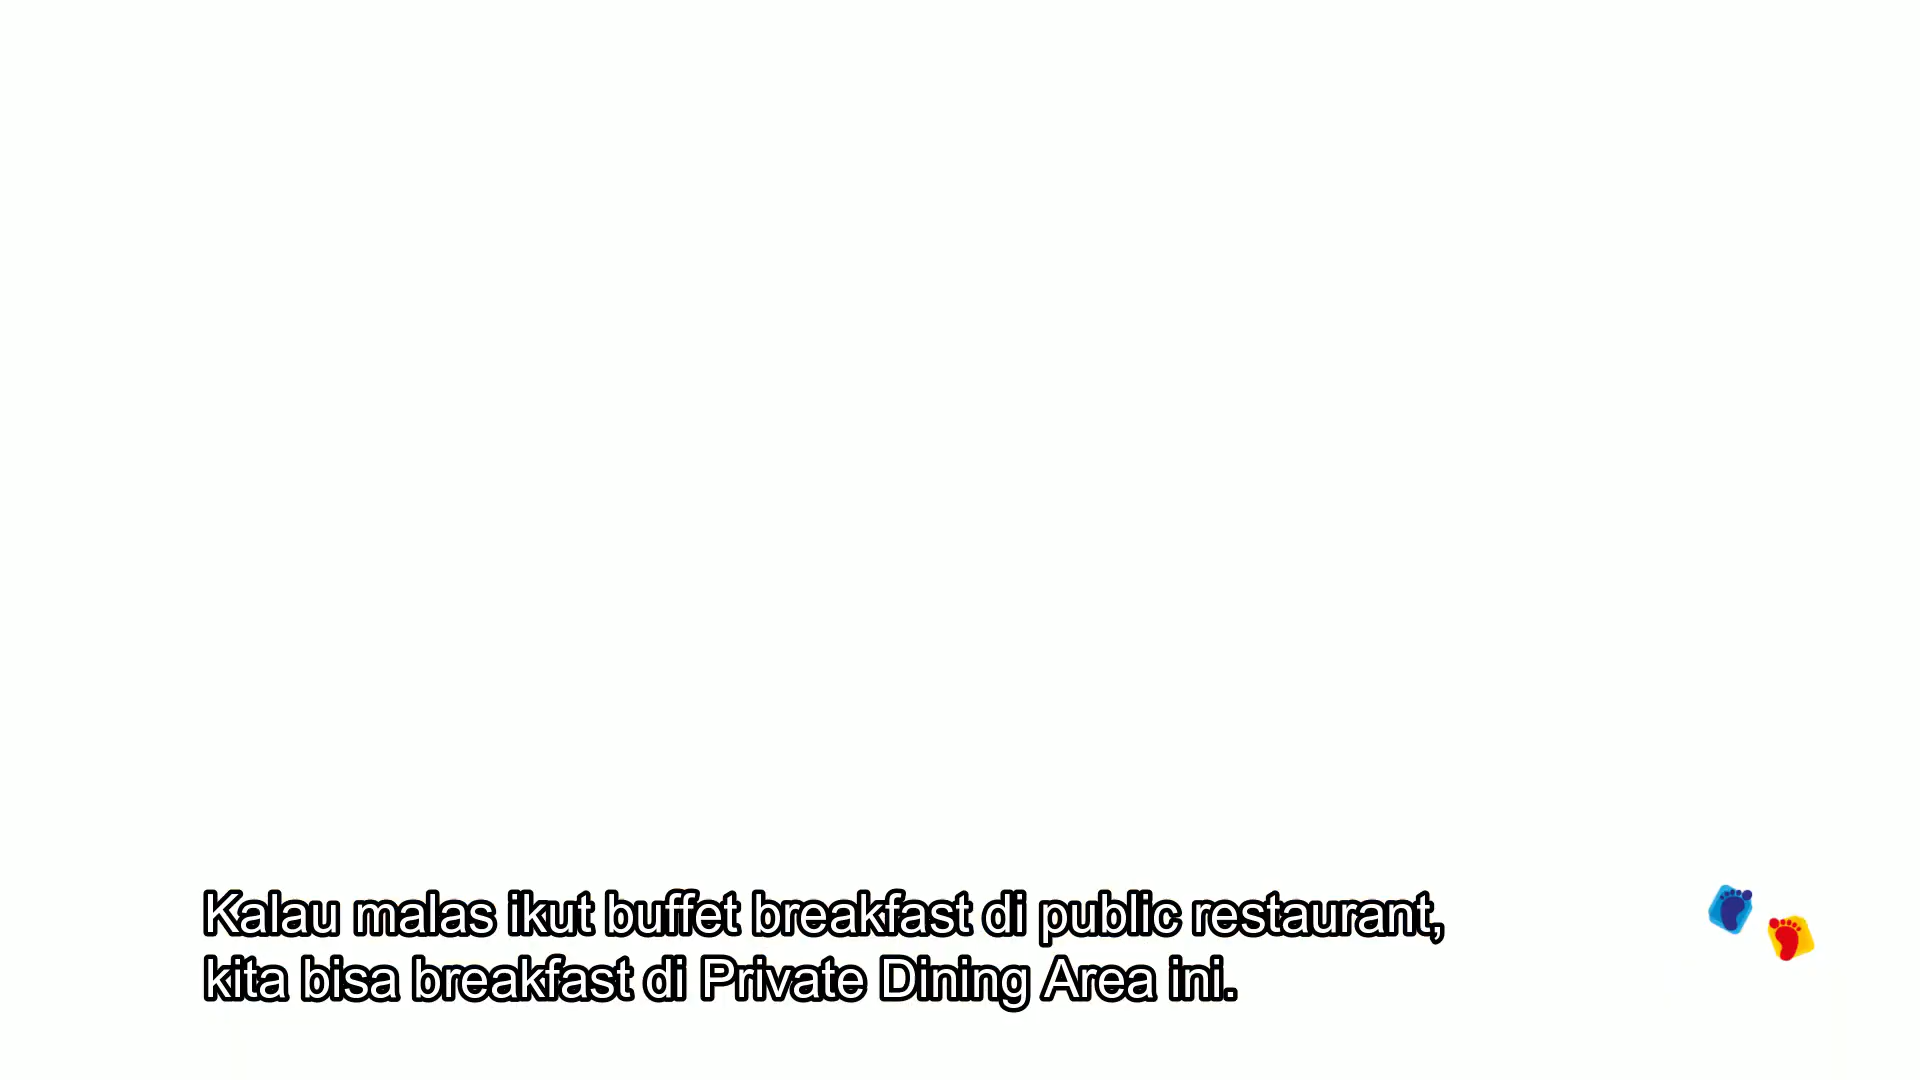 Kalau malas ikut buffet breakfast di public restaurant,
kita bisa breakfast di Private Dining Area ini.